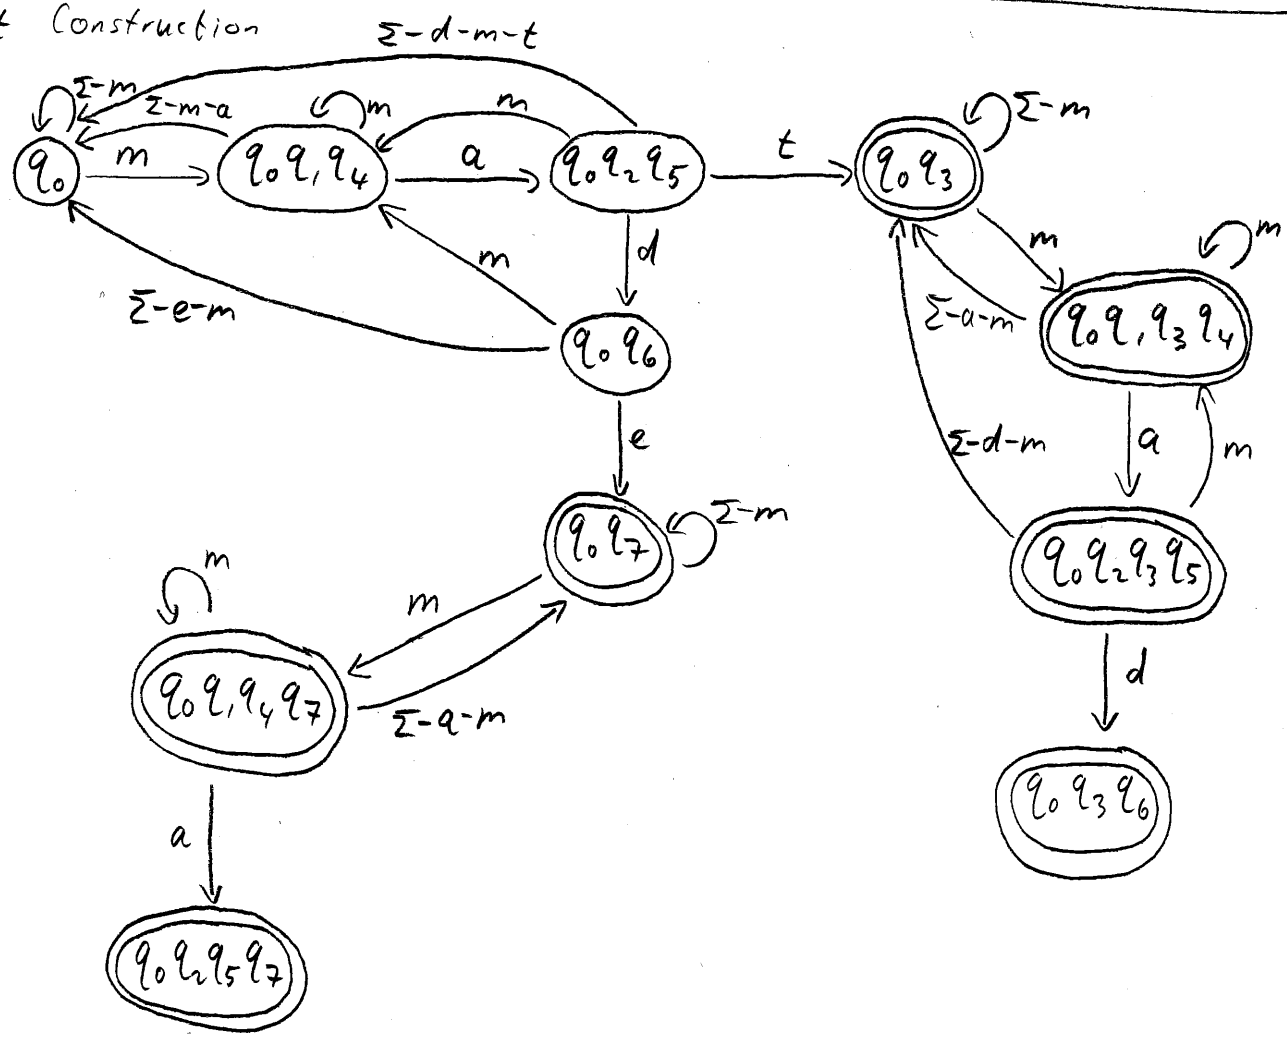 Construction
Σ-d-m-t
Σ-m
Σ-m-a
m
m
Σ-m
q₀
m
q₀q₁q₄
a
q₀q₂q₅
t
q₀q₃
m
m
d
m
Σ-e-m
Σ-a-m
q₀q₁q₃q₄
q₀q₆
e
Σ-d-m
a
m
Σ-m
q₀q₇
m
m
q₀q₂q₃q₅
q₀q₁q₄q₇
Σ-a-m
d
a
q₀q₃q₆
q₀q₂q₅q₇